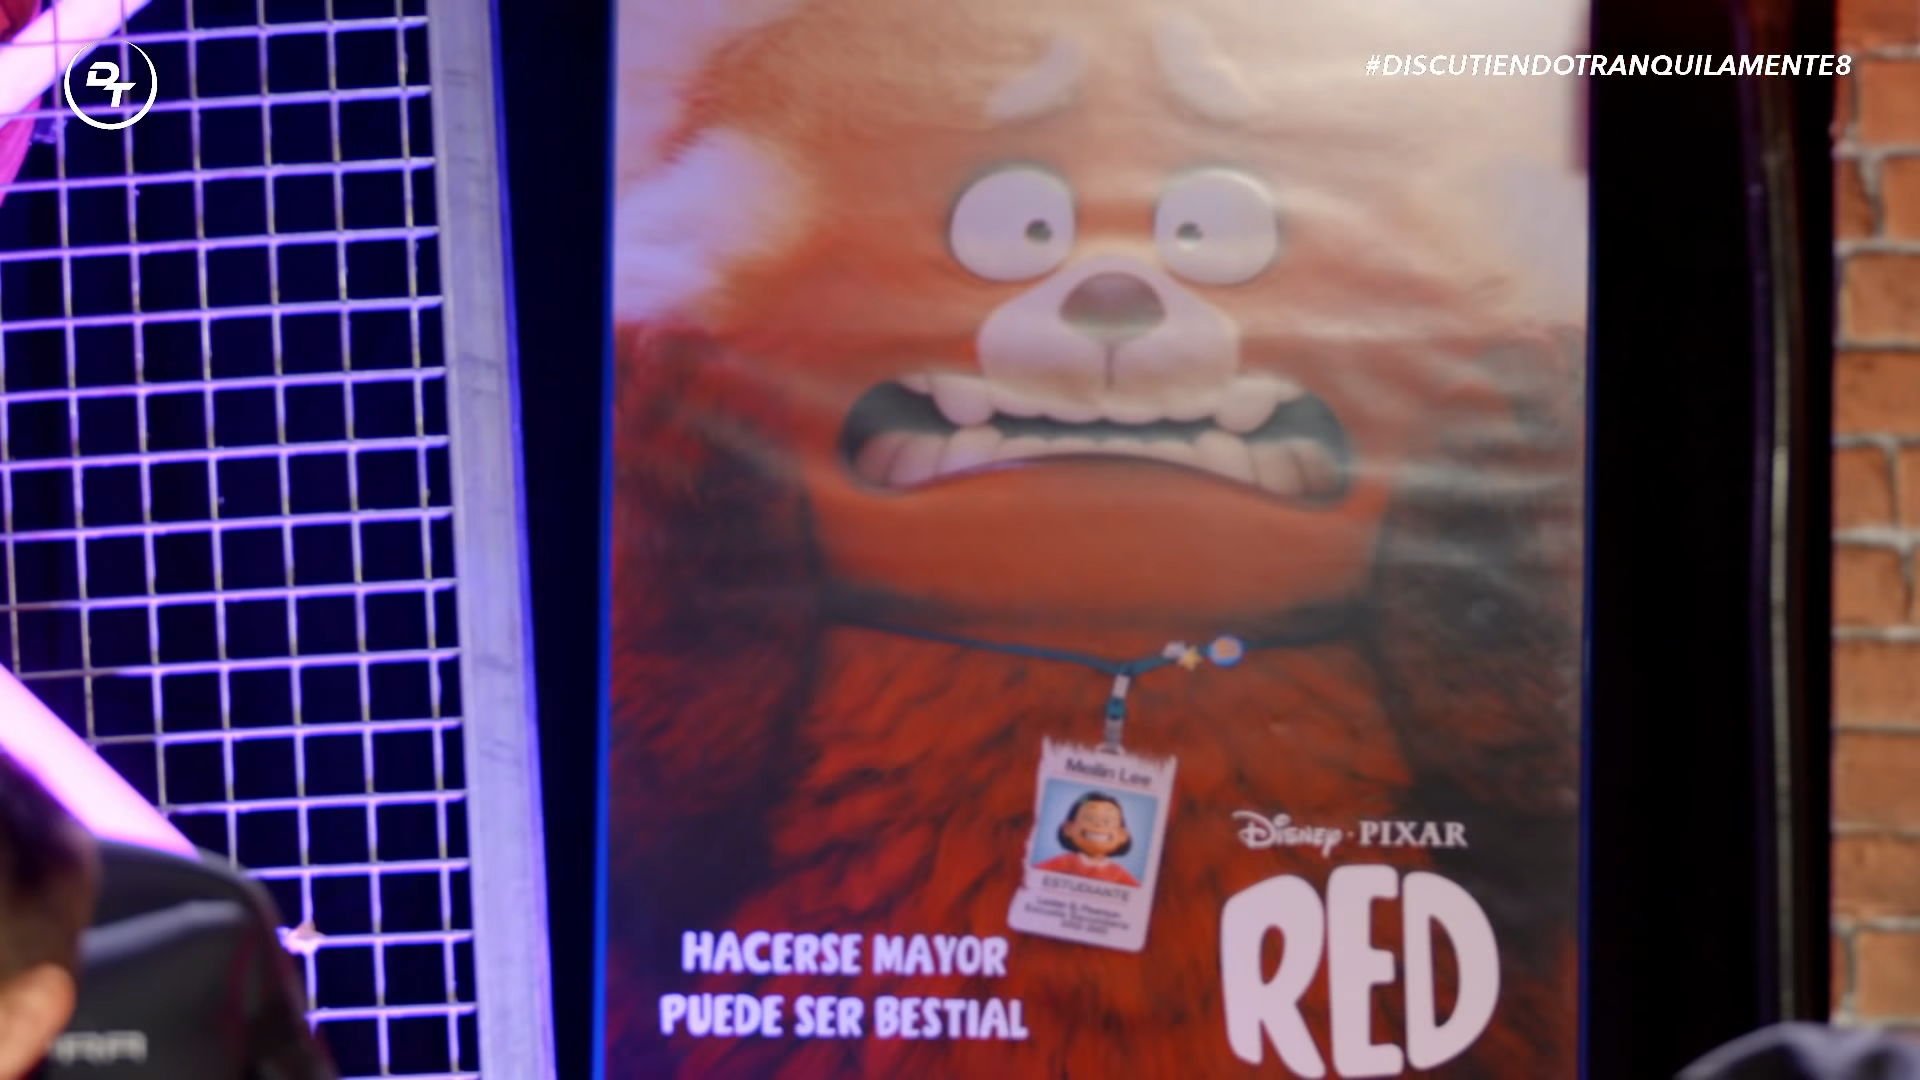 DT
#DISCUTIENDOTRANQUILAMENTE8
Meilin Lee
ESTUDIANTE
DISNEY · PIXAR
RED
HACERSE MAYOR
PUEDE SER BESTIAL